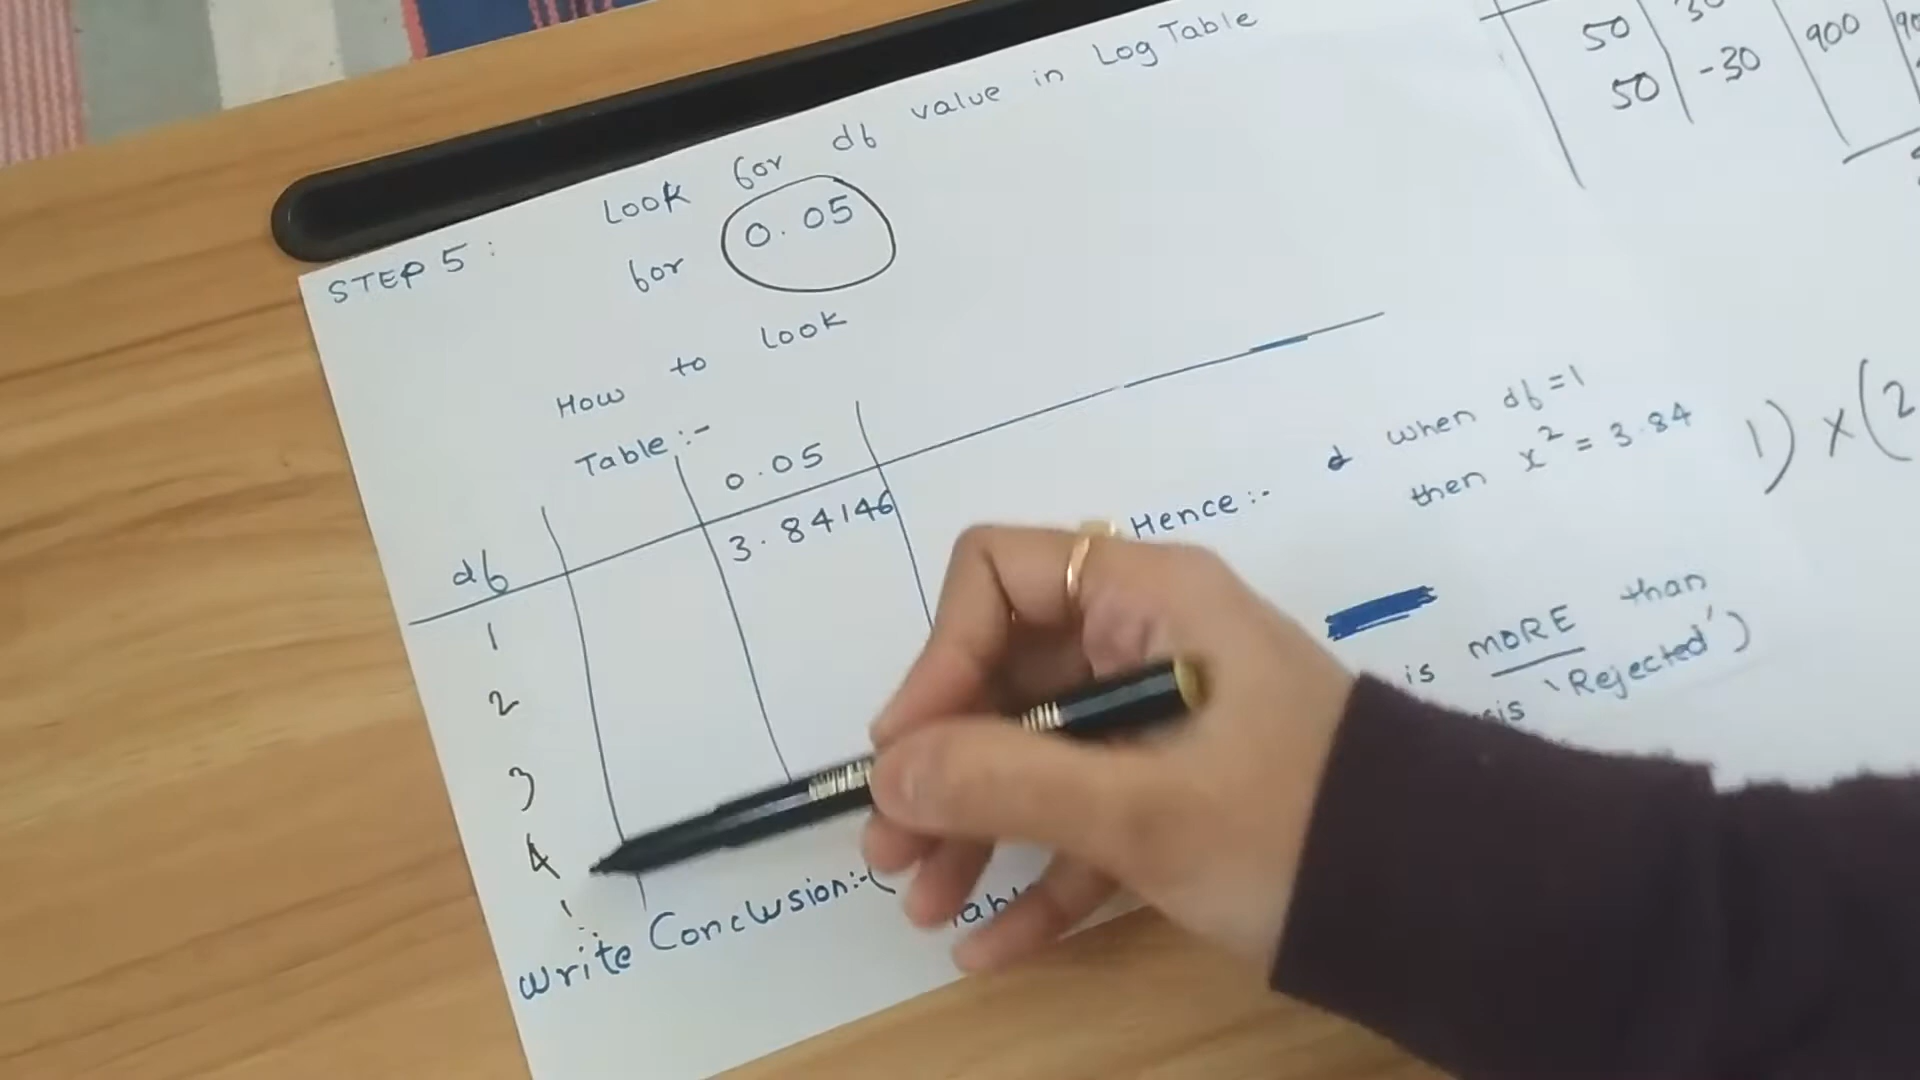 STEP 5: Look for df value in Log Table
for 0.05
How to look
Table:-
df 0.05
1 3.84146
2
3
4
Hence:- when df=1
then x² = 3.84
is MORE than
'Rejected')
Write Conclusion:-(
50
50 -30 900
1) x (2